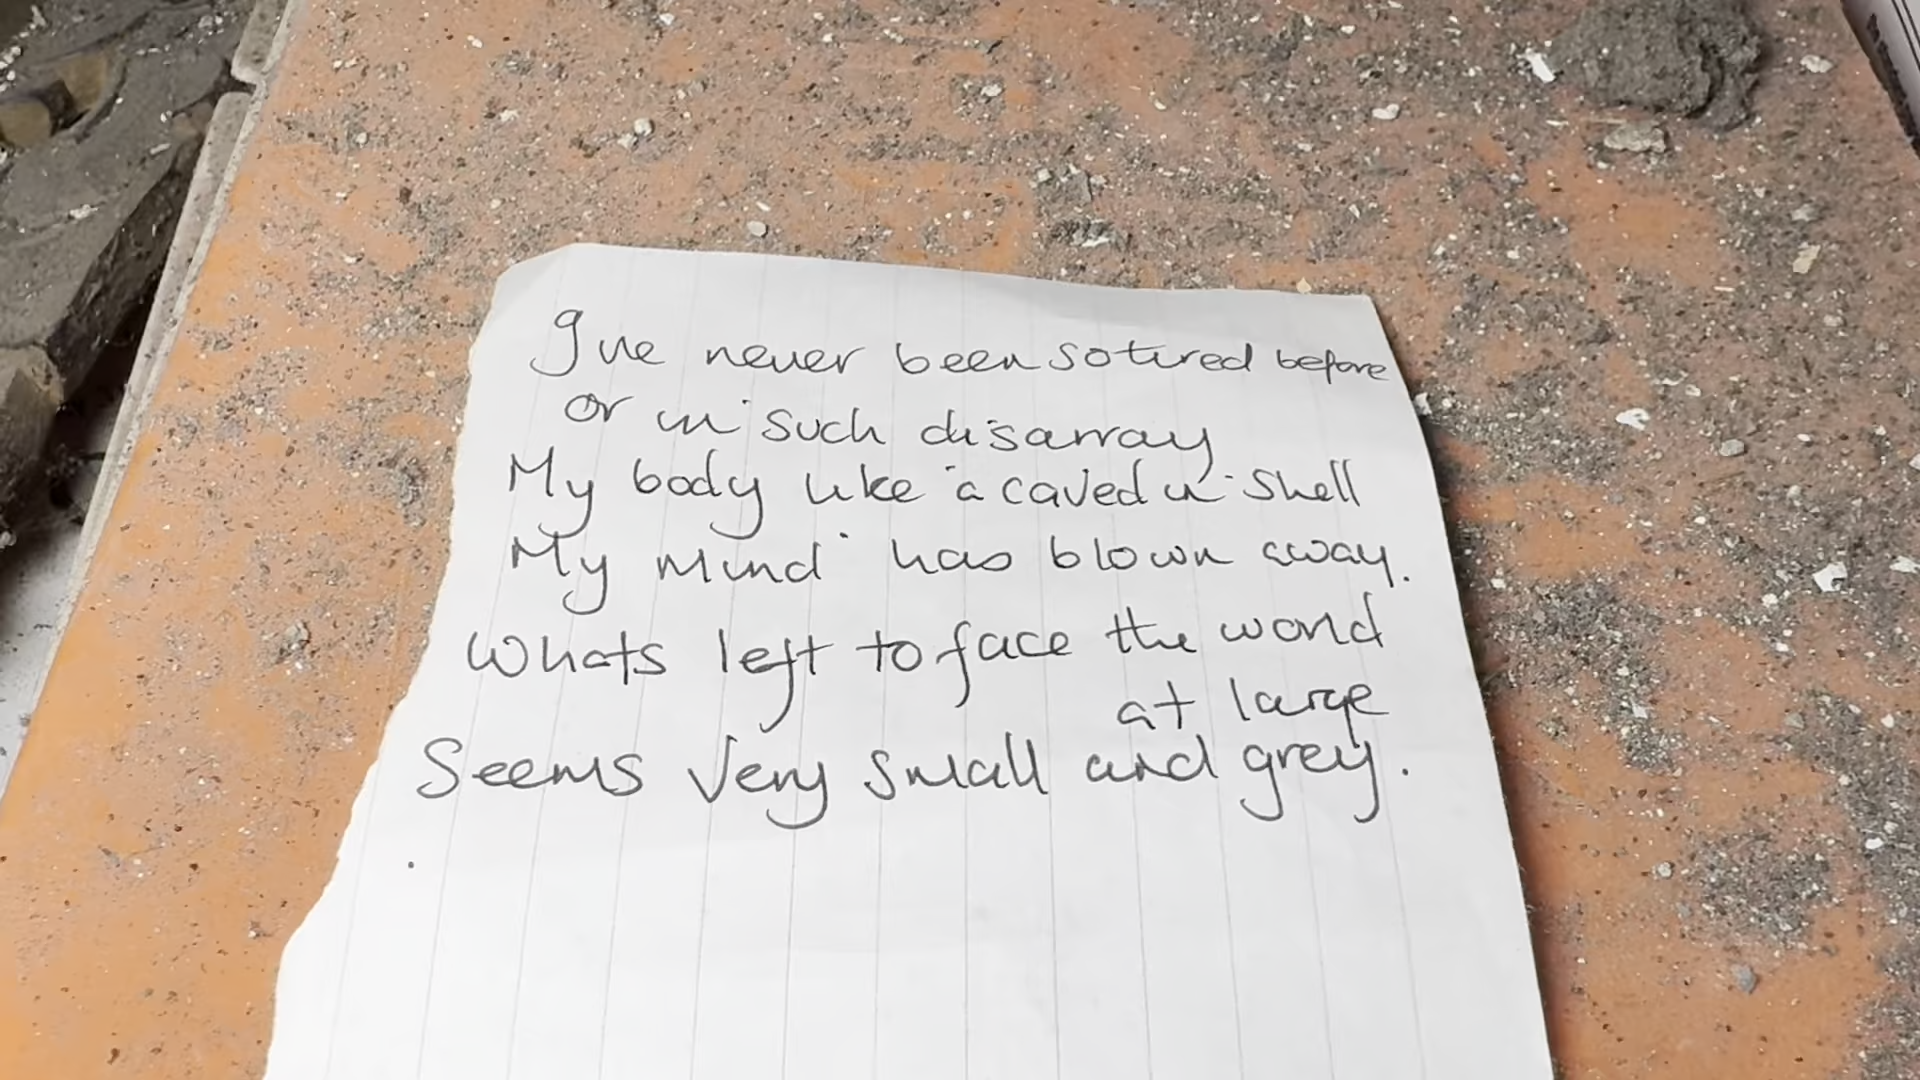 Ive never been so tired before
or in such disarray
My body like a caved in shell
My mind has blown away.
Whats left to face the world
at large
Seems very small and grey.